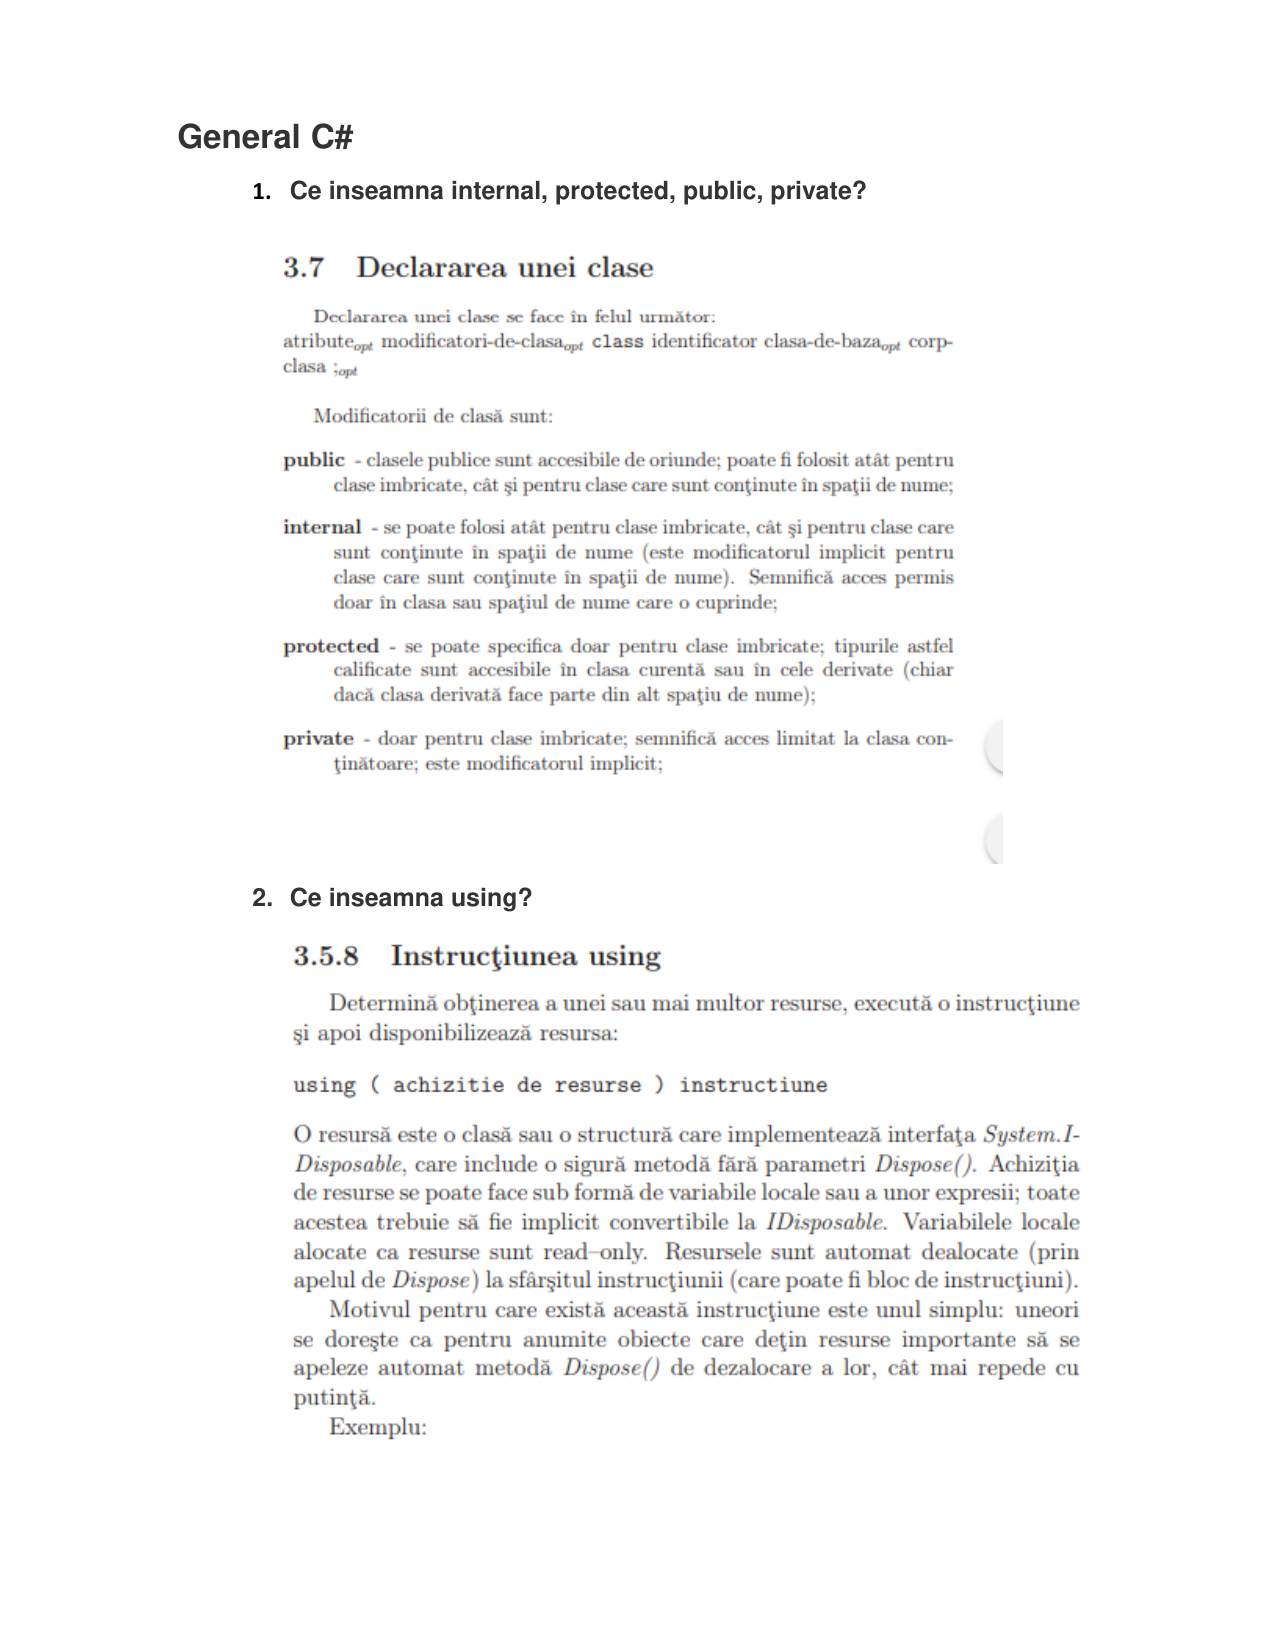 General C#
1. Ce inseamna internal, protected, public, private?
3.7 Declararea unei clase
Declararea unei clase se face în felul următor:
atributeopt modificatori-de-clasaopt class identificator clasa-de-bazaopt corp-
clasa ;opt
Modificatorii de clasă sunt:
public - clasele publice sunt accesibile de oriunde; poate fi folosit atât pentru
clase imbricate, cât şi pentru clase care sunt conţinute în spaţii de nume;
internal - se poate folosi atât pentru clase imbricate, cât şi pentru clase care
sunt conţinute în spaţii de nume (este modificatorul implicit pentru
clase care sunt conţinute în spaţii de nume). Semnifică acces permis
doar în clasa sau spaţiul de nume care o cuprinde;
protected - se poate specifica doar pentru clase imbricate; tipurile astfel
calificate sunt accesibile în clasa curentă sau în cele derivate (chiar
dacă clasa derivată face parte din alt spaţiu de nume);
private - doar pentru clase imbricate; semnifică acces limitat la clasa con-
ţinătoare; este modificatorul implicit;
2. Ce inseamna using?
3.5.8 Instrucţiunea using
Determină obţinerea a unei sau mai multor resurse, execută o instrucţiune
şi apoi disponibilizează resursa:
using ( achizitie de resurse ) instructiune
O resursă este o clasă sau o structură care implementează interfaţa System.I-
Disposable, care include o sigură metodă fără parametri Dispose(). Achiziţia
de resurse se poate face sub formă de variabile locale sau a unor expresii; toate
acestea trebuie să fie implicit convertibile la IDisposable. Variabilele locale
alocate ca resurse sunt read–only. Resursele sunt automat dealocate (prin
apelul de Dispose) la sfârşitul instrucţiunii (care poate fi bloc de instrucţiuni).
Motivul pentru care există această instrucţiune este unul simplu: uneori
se doreşte ca pentru anumite obiecte care deţin resurse importante să se
apeleze automat metodă Dispose() de dezalocare a lor, cât mai repede cu
putinţă.
Exemplu: